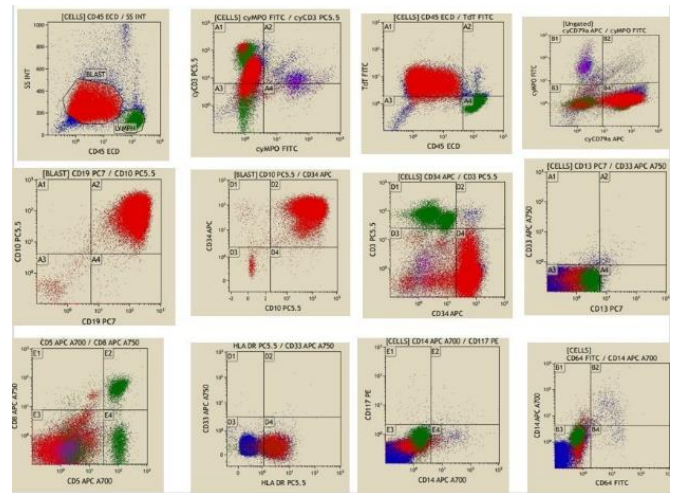 [CELLS] CD45 ECD / SS INT
SS INT
1000
800
600
400
200
0
BLAST
LYMPH
CD45 ECD
[CELLS] cyMPO FITC / cyCD3 PC5.5
A1 A2
A3 A4
cyCD3 PC5.5
cyMPO FITC
[CELLS] CD45 ECD / TdT FITC
A1 A2
A3 A4
TdT FITC
CD45 ECD
[Ungated]
cyCD79a APC / cyMPO FITC
B1 B2
B3 B4
cyMPO FITC
cyCD79a APC
[BLAST] CD19 PC7 / CD10 PC5.5
A1 A2
A3 A4
CD10 PC5.5
CD19 PC7
[BLAST] CD10 PC5.5 / CD34 APC
D1 D2
D3 D4
CD34 APC
CD10 PC5.5
[CELLS] CD34 APC / CD3 PC5.5
D1 D2
D3 D4
CD3 PC5.5
CD34 APC
[CELLS] CD13 PC7 / CD33 APC A750
A1 A2
A3 A4
CD33 APC A750
CD13 PC7
CD5 APC A700 / CD8 APC A750
E1 E2
E3 E4
CD8 APC A750
CD5 APC A700
HLA DR PC5.5 / CD33 APC A750
D1 D2
D3 D4
CD33 APC A750
HLA DR PC5.5
[CELLS] CD14 APC A700 / CD117 PE
E1 E2
E3 E4
CD117 PE
CD14 APC A700
[CELLS]
CD64 FITC / CD14 APC A700
B1 B2
B3 B4
CD14 APC A700
CD64 FITC